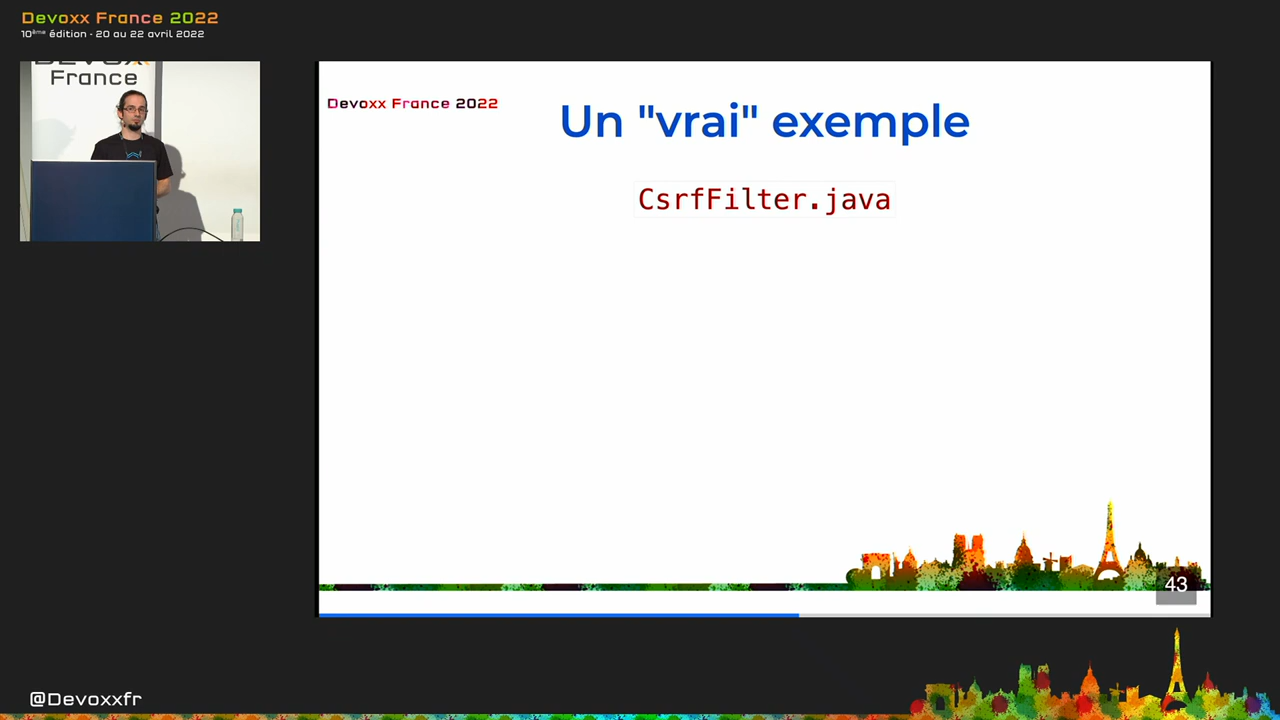 Devoxx France 2022
10ème édition - 20 au 22 avril 2022
DEVOXX
France
Devoxx France 2022
Un "vrai" exemple
CsrfFilter.java
43
@Devoxxfr